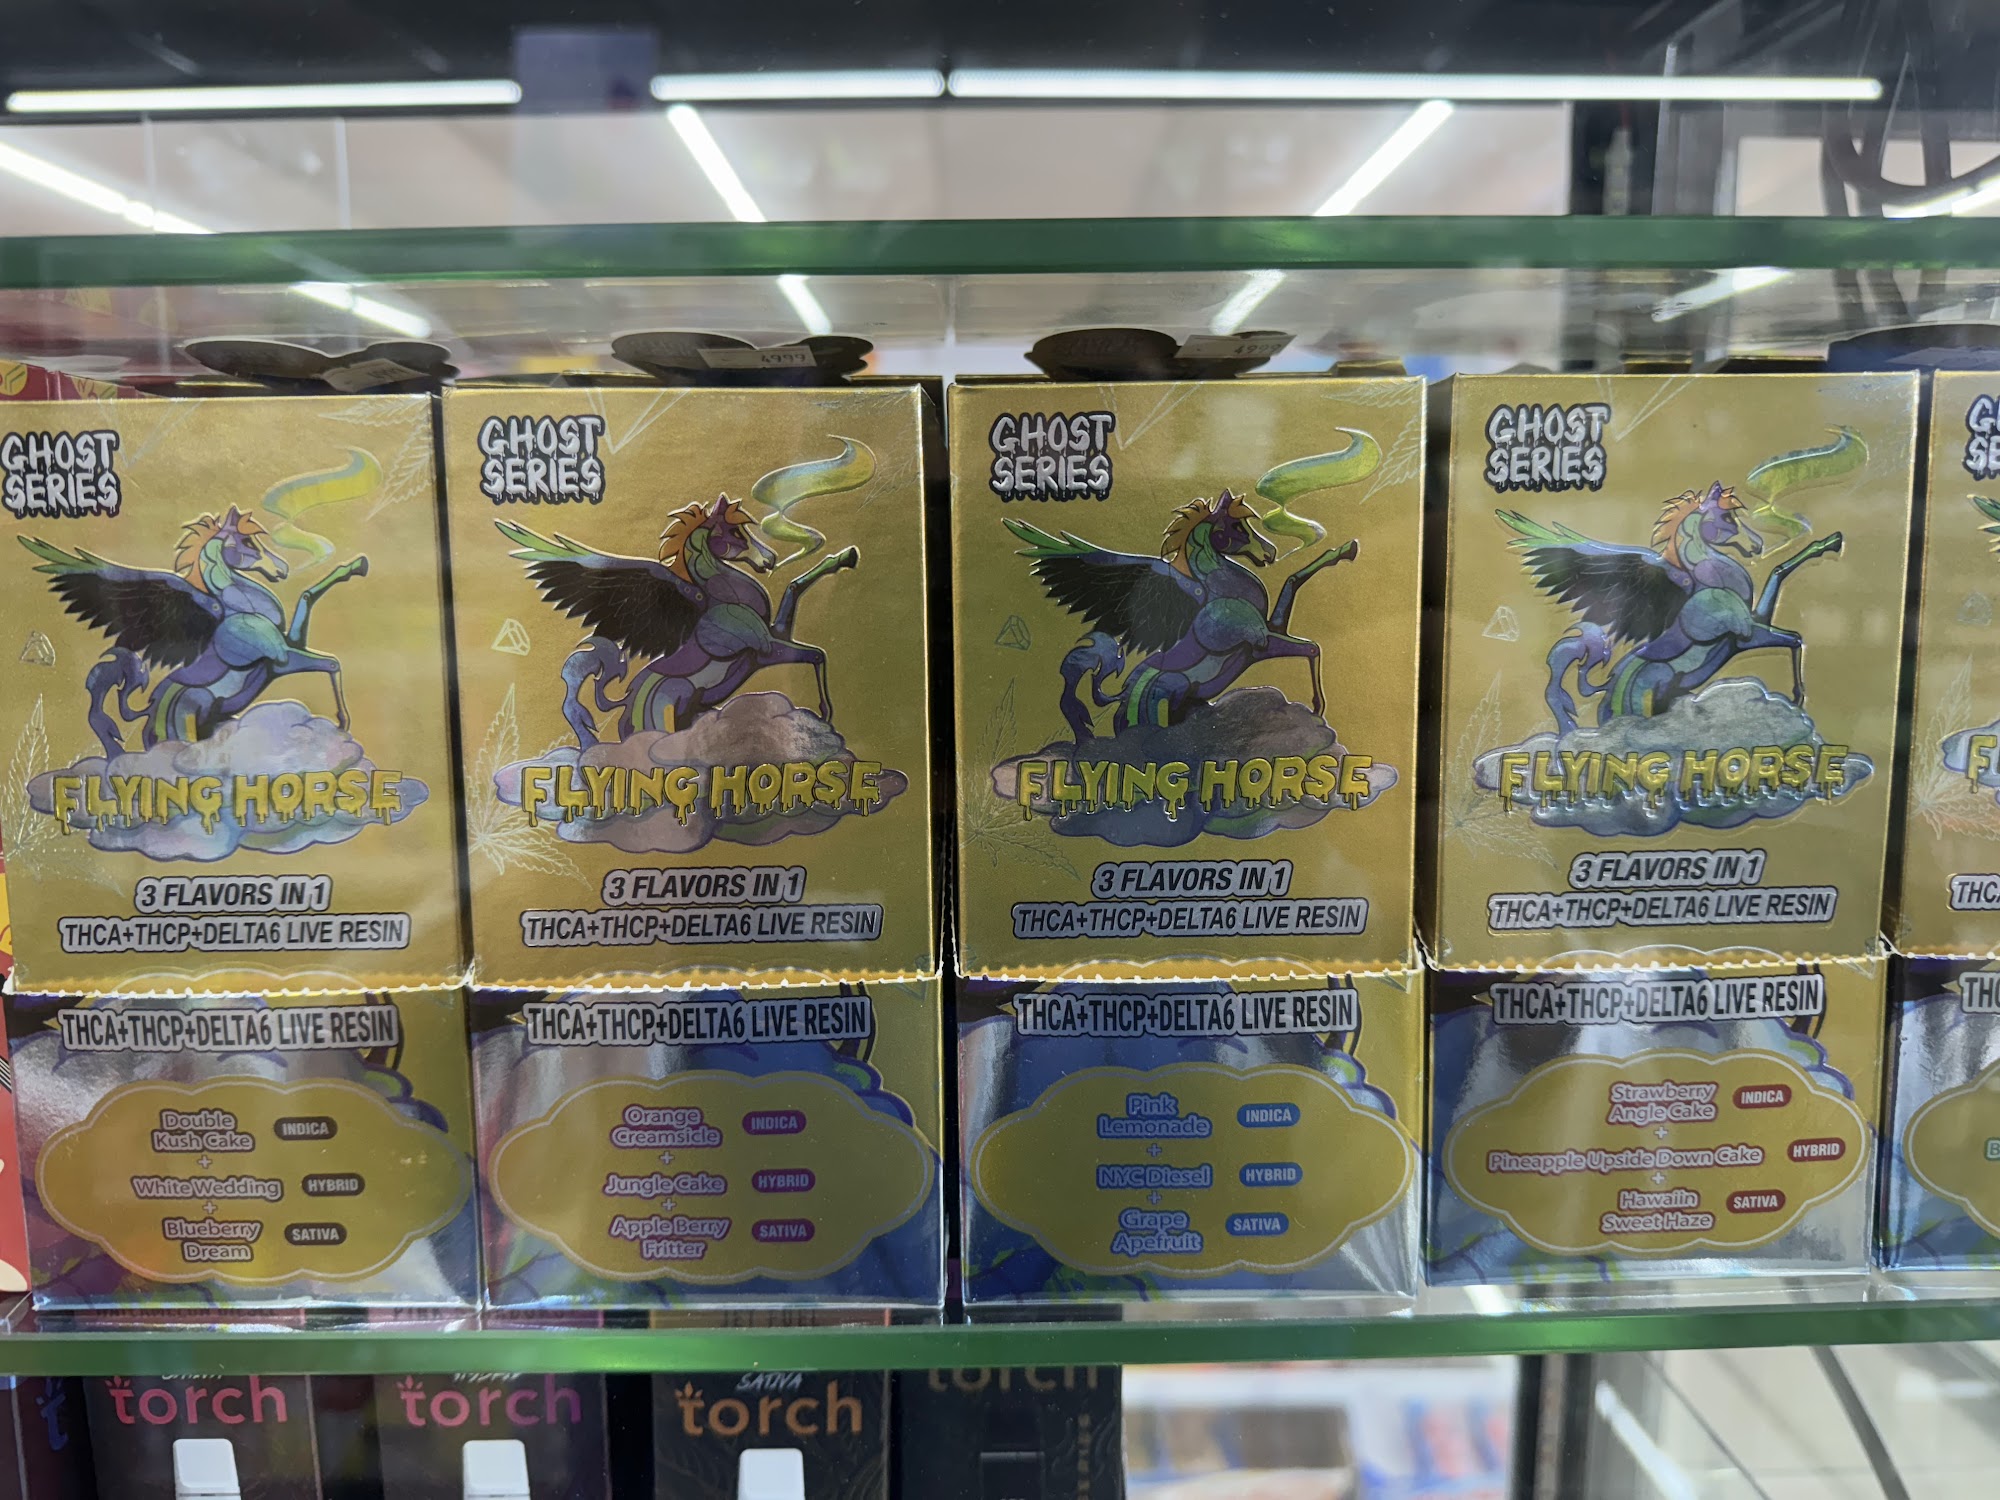 4999
4999
GHOST
SERIES
FLYING HORSE
3 FLAVORS IN 1
THCA+THCP+DELTA6 LIVE RESIN
THCA+THCP+DELTA6 LIVE RESIN
Double
Kush Cake
INDICA
+
White Wedding
HYBRID
+
Blueberry
Dream
SATIVA
GHOST
SERIES
FLYING HORSE
3 FLAVORS IN 1
THCA+THCP+DELTA6 LIVE RESIN
THCA+THCP+DELTA6 LIVE RESIN
Orange
Creamsicle
INDICA
+
Jungle Cake
HYBRID
+
Apple Berry
Fritter
SATIVA
GHOST
SERIES
FLYING HORSE
3 FLAVORS IN 1
THCA+THCP+DELTA6 LIVE RESIN
THCA+THCP+DELTA6 LIVE RESIN
Pink
Lemonade
INDICA
+
NYC Diesel
HYBRID
+
Grape
Apefruit
SATIVA
GHOST
SERIES
FLYING HORSE
3 FLAVORS IN 1
THCA+THCP+DELTA6 LIVE RESIN
THCA+THCP+DELTA6 LIVE RESIN
Strawberry
Angle Cake
INDICA
+
Pineapple Upside Down Cake
HYBRID
+
Hawaiin
Sweet Haze
SATIVA
JET FUEL
torch
torch
SATIVA
torch
torch